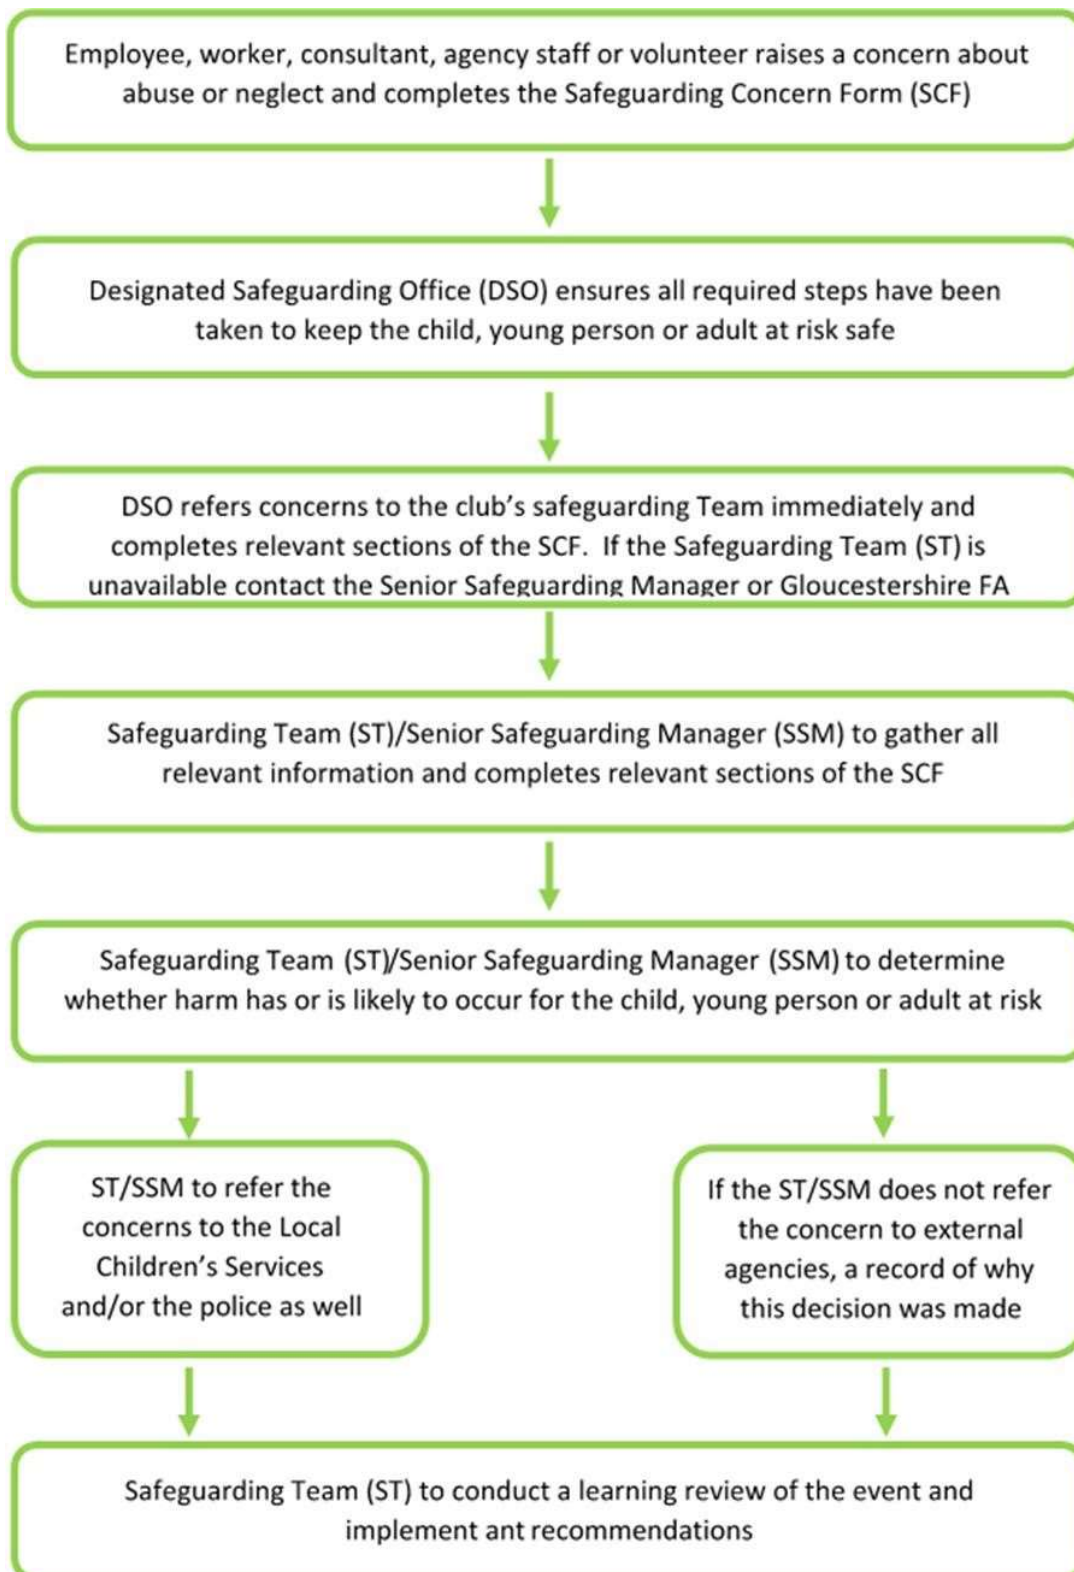 Employee, worker, consultant, agency staff or volunteer raises a concern about
abuse or neglect and completes the Safeguarding Concern Form (SCF)
Designated Safeguarding Office (DSO) ensures all required steps have been
taken to keep the child, young person or adult at risk safe
DSO refers concerns to the club's safeguarding Team immediately and
completes relevant sections of the SCF.  If the Safeguarding Team (ST) is
unavailable contact the Senior Safeguarding Manager or Gloucestershire FA
Safeguarding Team (ST)/Senior Safeguarding Manager (SSM) to gather all
relevant information and completes relevant sections of the SCF
Safeguarding Team (ST)/Senior Safeguarding Manager (SSM) to determine
whether harm has or is likely to occur for the child, young person or adult at risk
ST/SSM to refer the
concerns to the Local
Children's Services
and/or the police as well
If the ST/SSM does not refer
the concern to external
agencies, a record of why
this decision was made
Safeguarding Team (ST) to conduct a learning review of the event and
implement ant recommendations